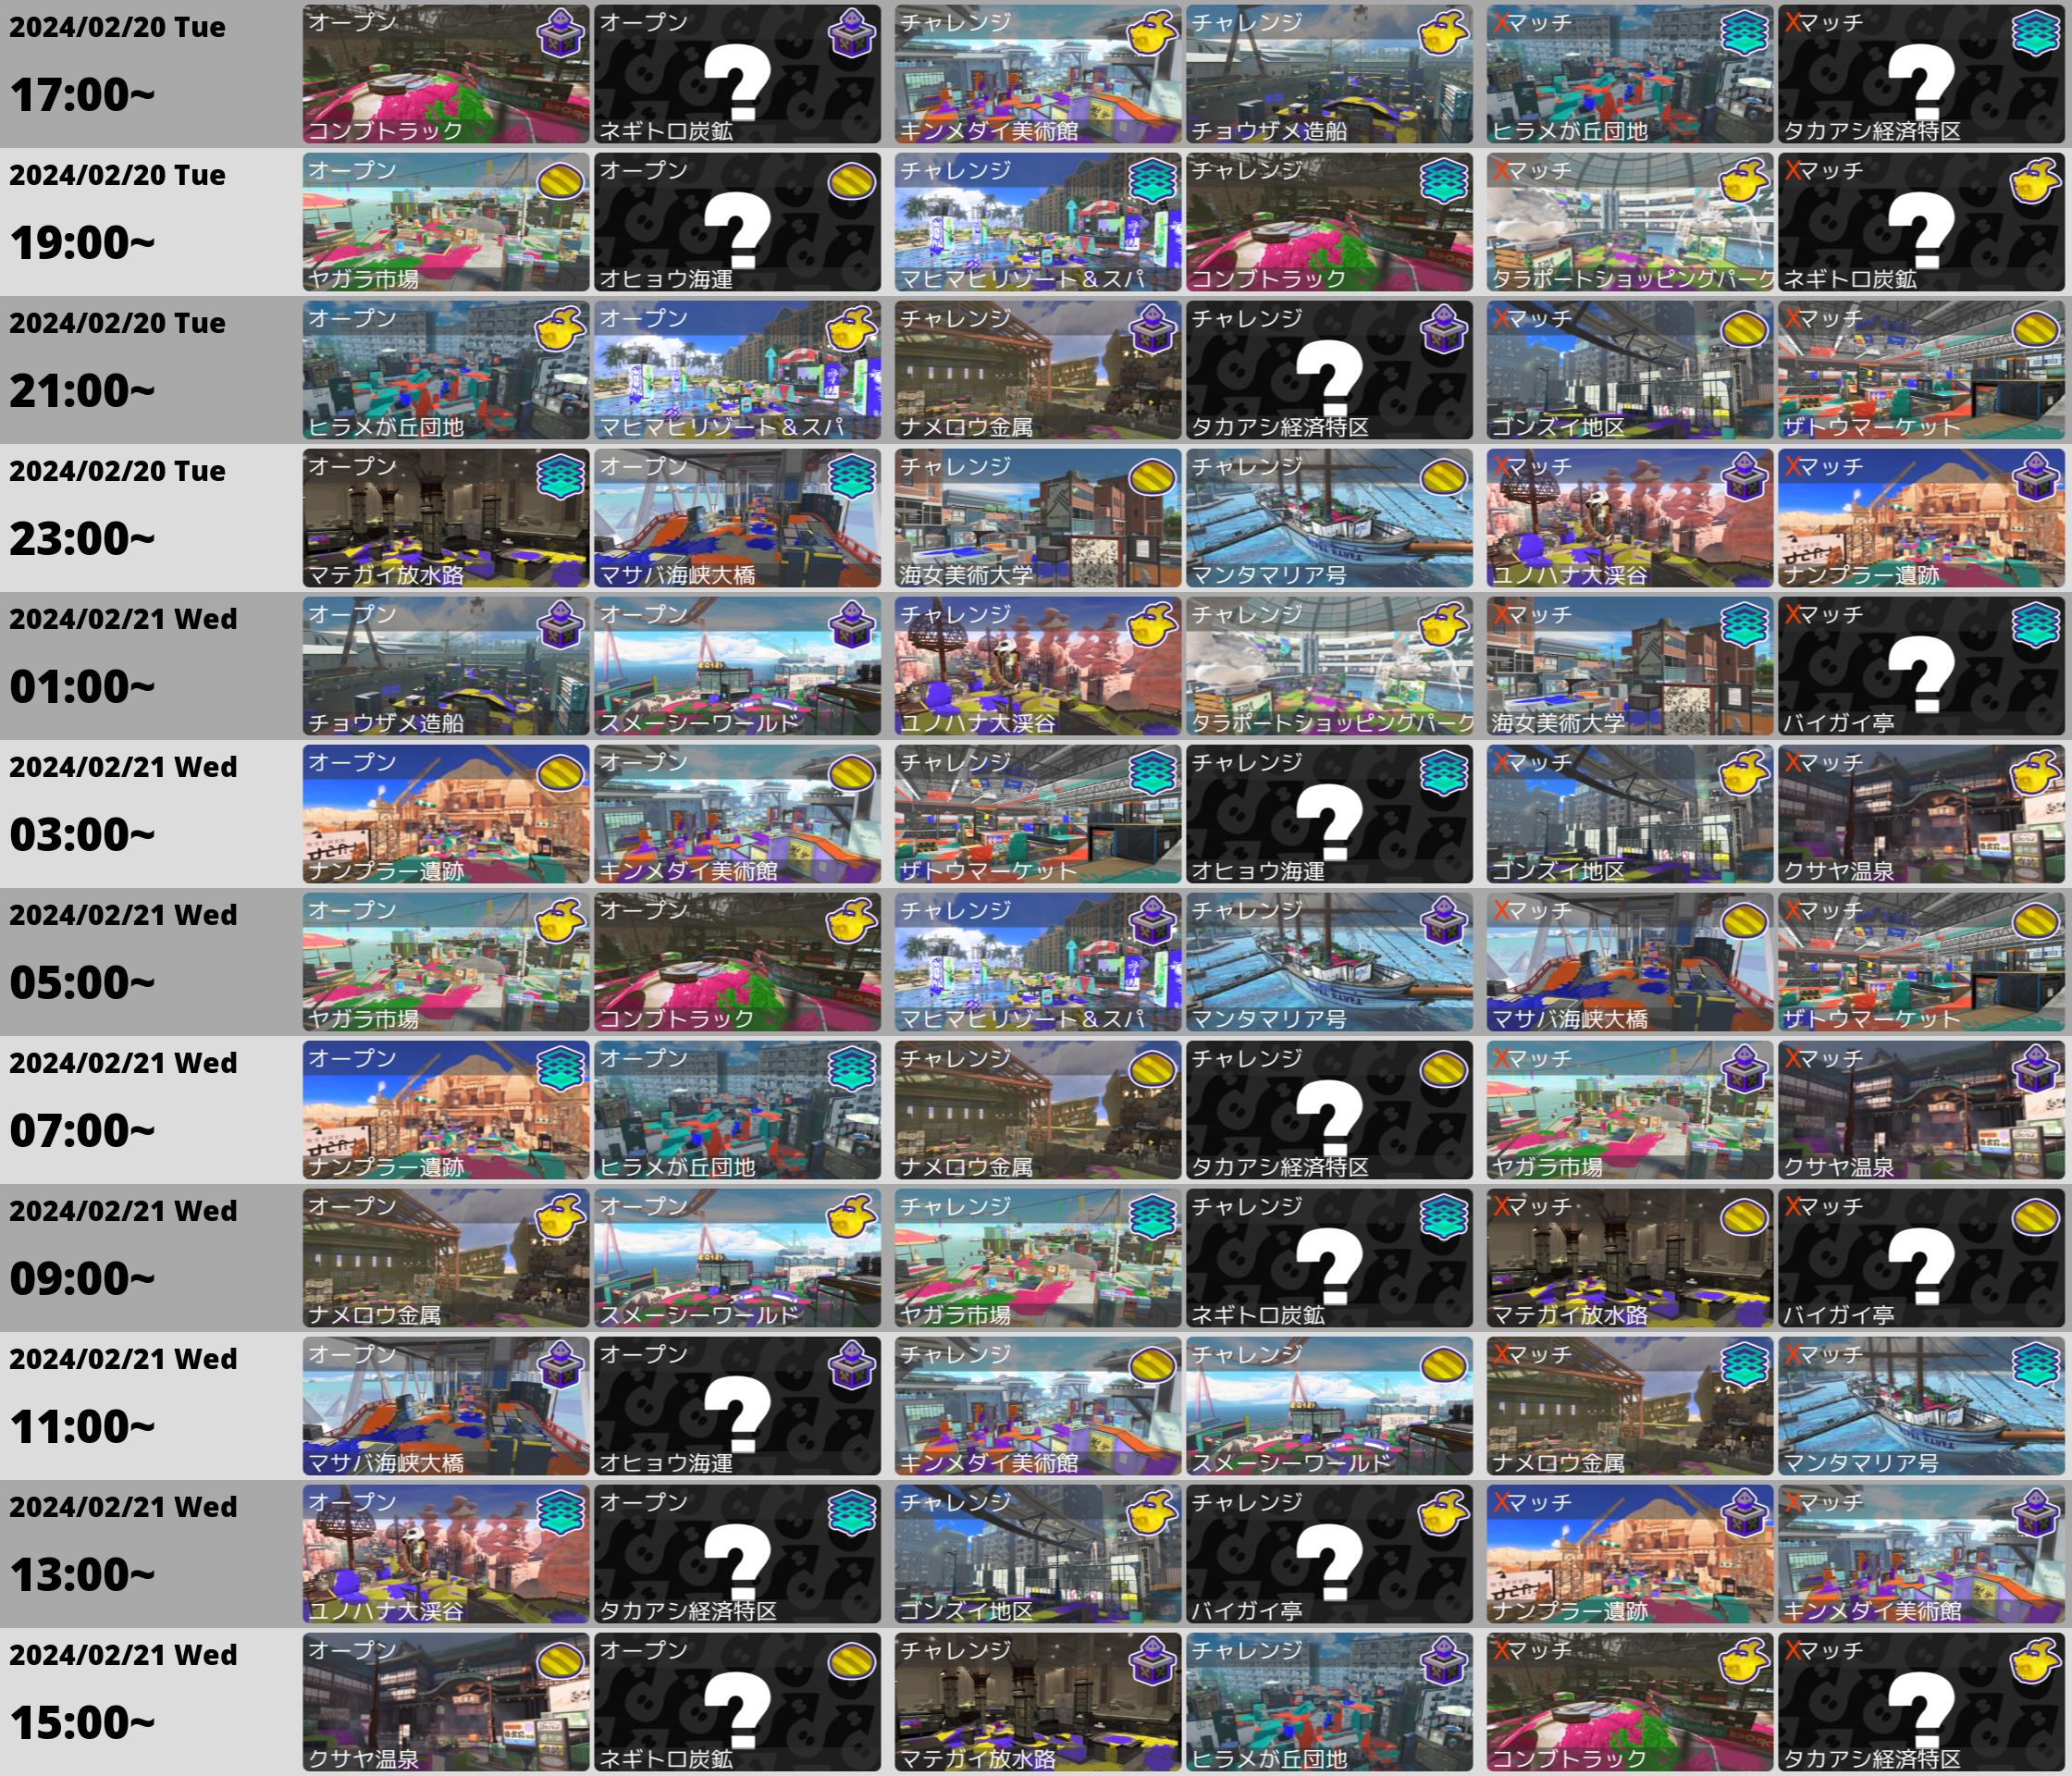 2024/02/20 Tue
17:00~
オープン
コンブトラック
オープン
?
ネギトロ炭鉱
チャレンジ
キンメダイ美術館
チャレンジ
チョウザメ造船
Xマッチ
ヒラメが丘団地
Xマッチ
?
タカアシ経済特区
2024/02/20 Tue
19:00~
オープン
ヤガラ市場
オープン
?
オヒョウ海運
チャレンジ
マヒマヒリゾート＆スパ
チャレンジ
コンブトラック
Xマッチ
タラポートショッピングパーク
Xマッチ
?
ネギトロ炭鉱
2024/02/20 Tue
21:00~
オープン
ヒラメが丘団地
オープン
マヒマヒリゾート＆スパ
チャレンジ
ナメロウ金属
チャレンジ
?
タカアシ経済特区
Xマッチ
ゴンズイ地区
Xマッチ
ザトウマーケット
2024/02/20 Tue
23:00~
オープン
マテガイ放水路
オープン
マサバ海峡大橋
チャレンジ
海女美術大学
チャレンジ
マンタマリア号
Xマッチ
ユノハナ大渓谷
Xマッチ
ナンプラー遺跡
2024/02/21 Wed
01:00~
オープン
チョウザメ造船
オープン
スメーシーワールド
チャレンジ
ユノハナ大渓谷
チャレンジ
タラポートショッピングパーク
Xマッチ
海女美術大学
Xマッチ
?
バイガイ亭
2024/02/21 Wed
03:00~
オープン
ナンプラー遺跡
オープン
キンメダイ美術館
チャレンジ
ザトウマーケット
チャレンジ
?
オヒョウ海運
Xマッチ
ゴンズイ地区
Xマッチ
クサヤ温泉
2024/02/21 Wed
05:00~
オープン
ヤガラ市場
オープン
コンブトラック
チャレンジ
マヒマヒリゾート＆スパ
チャレンジ
マンタマリア号
Xマッチ
マサバ海峡大橋
Xマッチ
ザトウマーケット
2024/02/21 Wed
07:00~
オープン
ナンプラー遺跡
オープン
ヒラメが丘団地
チャレンジ
ナメロウ金属
チャレンジ
?
タカアシ経済特区
Xマッチ
ヤガラ市場
Xマッチ
クサヤ温泉
2024/02/21 Wed
09:00~
オープン
ナメロウ金属
オープン
スメーシーワールド
チャレンジ
ヤガラ市場
チャレンジ
?
ネギトロ炭鉱
Xマッチ
マテガイ放水路
Xマッチ
?
バイガイ亭
2024/02/21 Wed
11:00~
オープン
マサバ海峡大橋
オープン
?
オヒョウ海運
チャレンジ
キンメダイ美術館
チャレンジ
スメーシーワールド
Xマッチ
ナメロウ金属
Xマッチ
マンタマリア号
2024/02/21 Wed
13:00~
オープン
ユノハナ大渓谷
オープン
?
タカアシ経済特区
チャレンジ
ゴンズイ地区
チャレンジ
?
バイガイ亭
Xマッチ
ナンプラー遺跡
Xマッチ
キンメダイ美術館
2024/02/21 Wed
15:00~
オープン
クサヤ温泉
オープン
?
ネギトロ炭鉱
チャレンジ
マテガイ放水路
チャレンジ
ヒラメが丘団地
Xマッチ
コンブトラック
Xマッチ
?
タカアシ経済特区